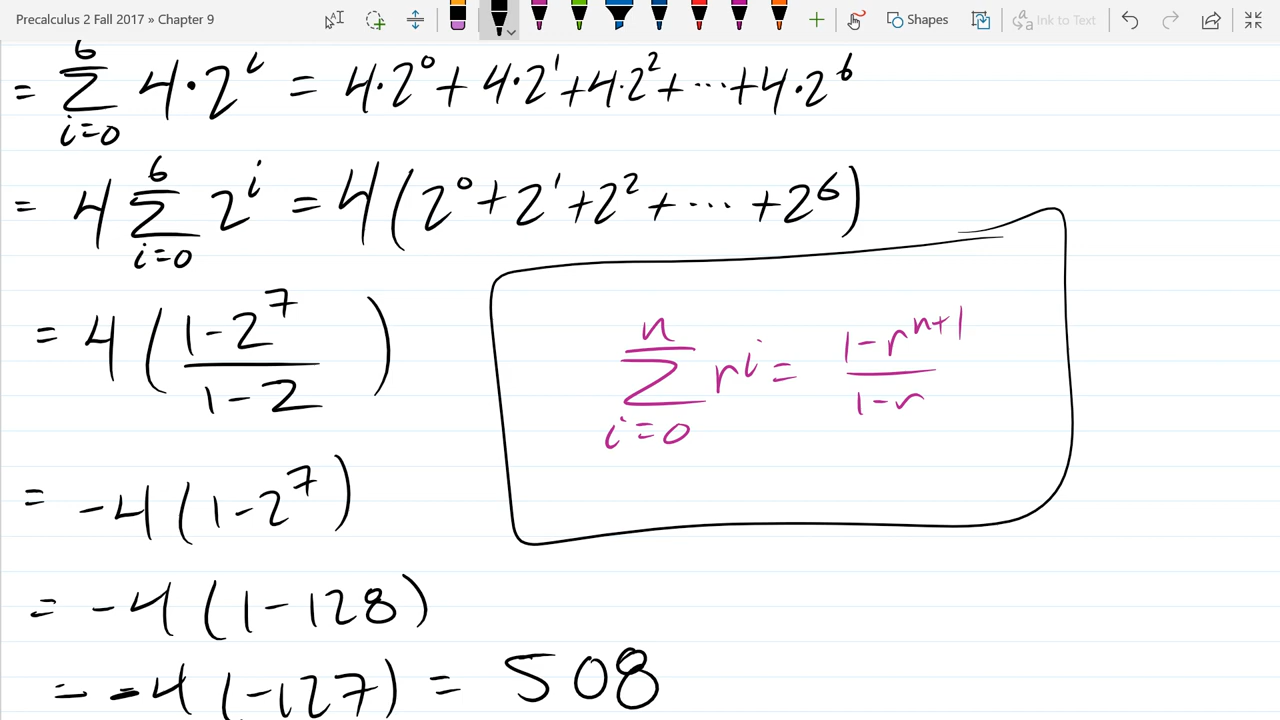 Precalculus 2 Fall 2017 » Chapter 9
Shapes
Ink to Text
= 6 ∑ i=0 4·2^i = 4·2^0 + 4·2^1 + 4·2^2 + ··· + 4·2^6
= 4 6 ∑ i=0 2^i = 4(2^0 + 2^1 + 2^2 + ··· + 2^6)
= 4((1-2^7)/(1-2))
n ∑ i=0 r^i = (1-r^(n+1))/(1-r)
= -4(1-2^7)
= -4(1-128)
= -4(-127) = 508